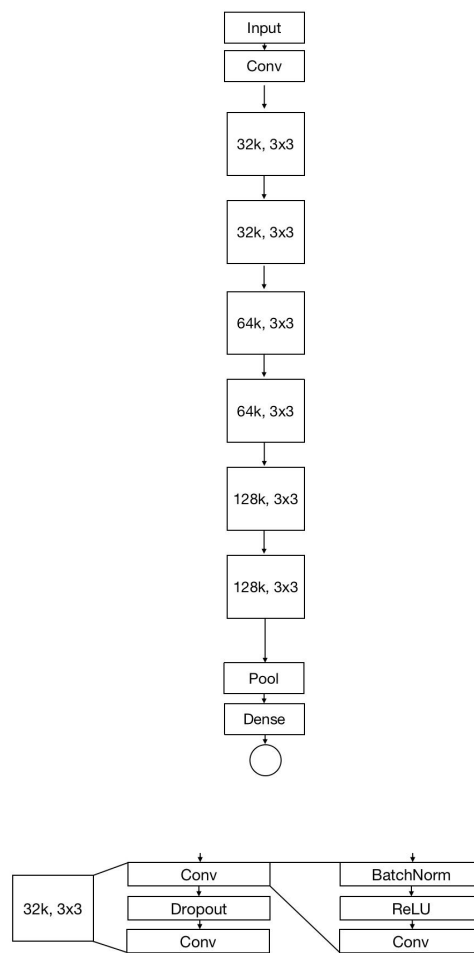 Input
Conv
32k, 3x3
32k, 3x3
64k, 3x3
64k, 3x3
128k, 3x3
128k, 3x3
Pool
Dense
32k, 3x3
Conv
Dropout
Conv
BatchNorm
ReLU
Conv